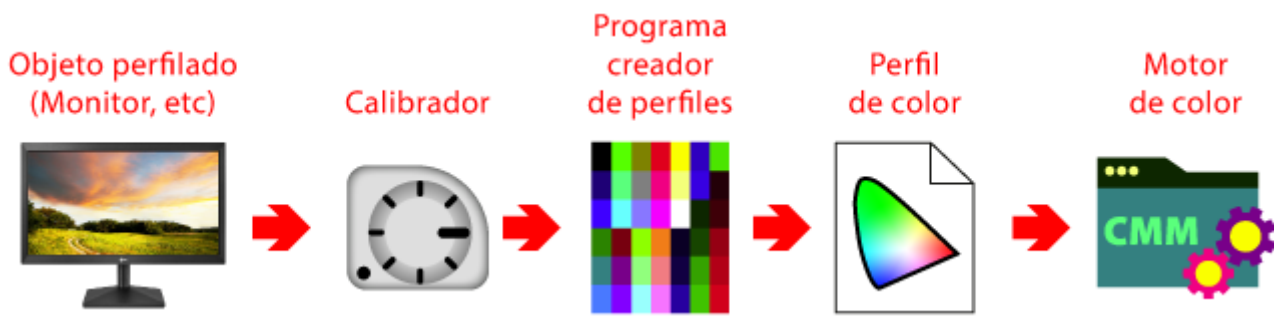 Objeto perfilado
(Monitor, etc)
Calibrador
Programa
creador
de perfiles
Perfil
de color
Motor
de color
CMM